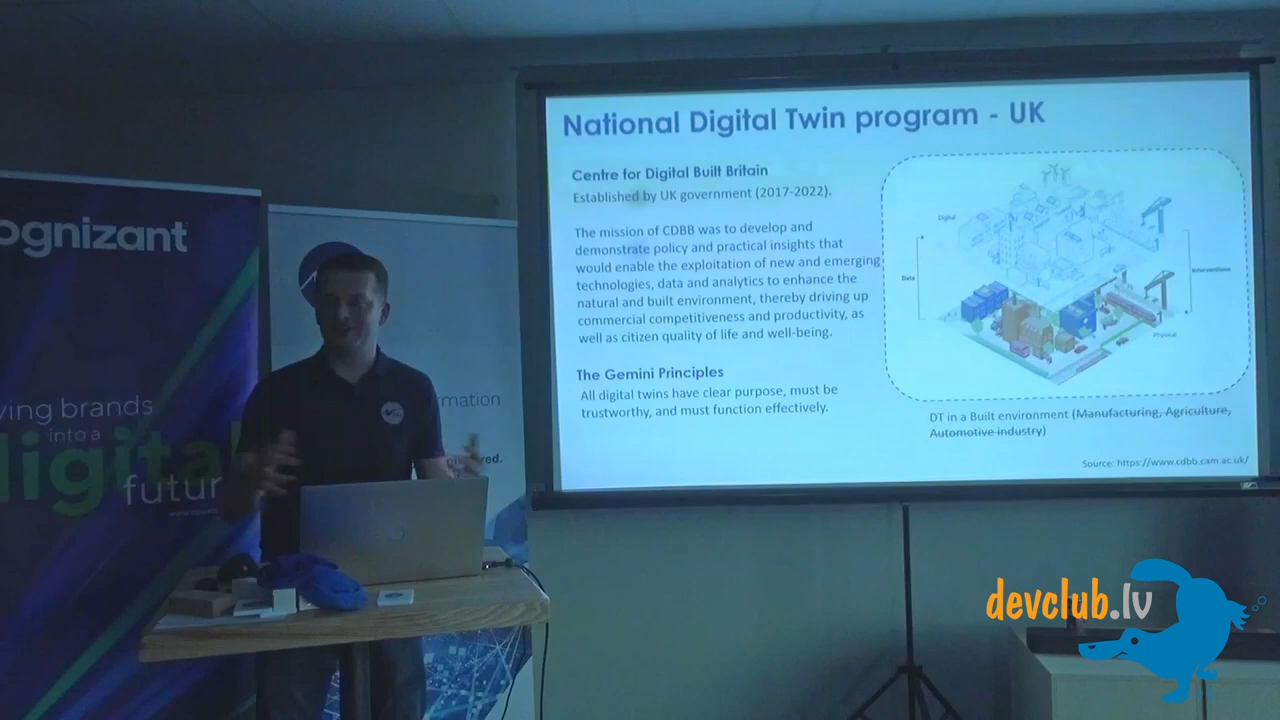 National Digital Twin program - UK
Centre for Digital Built Britain
Established by UK government (2017-2022).
The mission of CDBB was to develop and
demonstrate policy and practical insights that
would enable the exploitation of new and emerging
technologies, data and analytics to enhance the
natural and built environment, thereby driving up
commercial competitiveness and productivity, as
well as citizen quality of life and well-being.
The Gemini Principles
All digital twins have clear purpose, must be
trustworthy, and must function effectively.
Digital
Data
Interventions
Physical
DT in a Built environment (Manufacturing, Agriculture,
Automotive industry)
Source: https://www.cdbb.cam.ac.uk/
ognizant
ving brands
into a
digital
futur
rmation
red.
devclub.lv